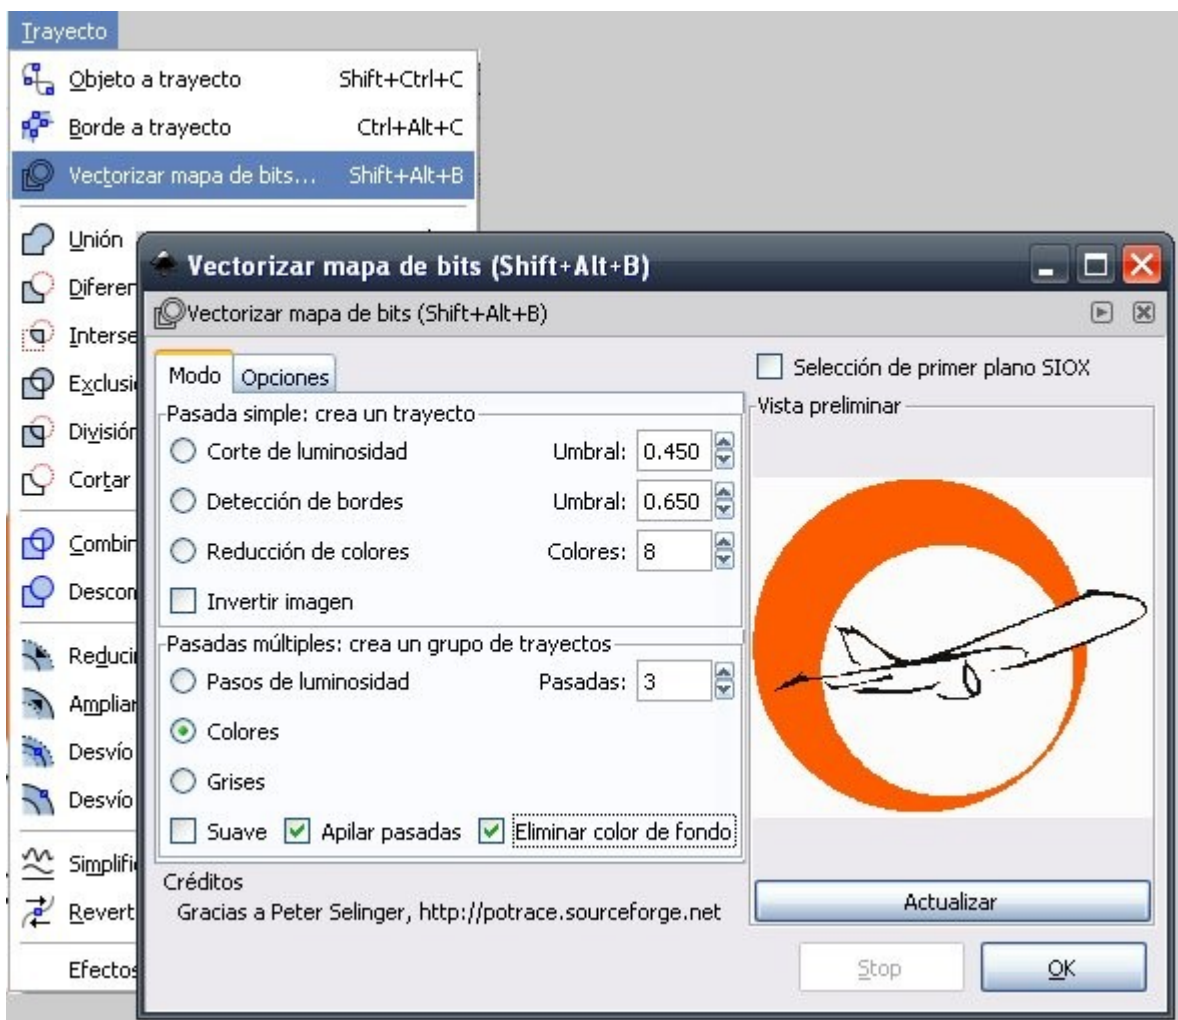 Trayecto
Objeto a trayecto Shift+Ctrl+C
Borde a trayecto Ctrl+Alt+C
Vectorizar mapa de bits... Shift+Alt+B
Unión
Diferen
Interse
Exclusi
División
Cortar
Combin
Descon
Reduci
Ampliar
Desvío
Desvío
Simplifi
Revert
Efectos
Vectorizar mapa de bits (Shift+Alt+B)
Vectorizar mapa de bits (Shift+Alt+B)
Modo Opciones
Pasada simple: crea un trayecto
Corte de luminosidad Umbral: 0.450
Detección de bordes Umbral: 0.650
Reducción de colores Colores: 8
Invertir imagen
Pasadas múltiples: crea un grupo de trayectos
Pasos de luminosidad Pasadas: 3
Colores
Grises
Suave Apilar pasadas Eliminar color de fondo
Créditos
Gracias a Peter Selinger, http://potrace.sourceforge.net
Selección de primer plano SIOX
Vista preliminar
Actualizar
Stop OK